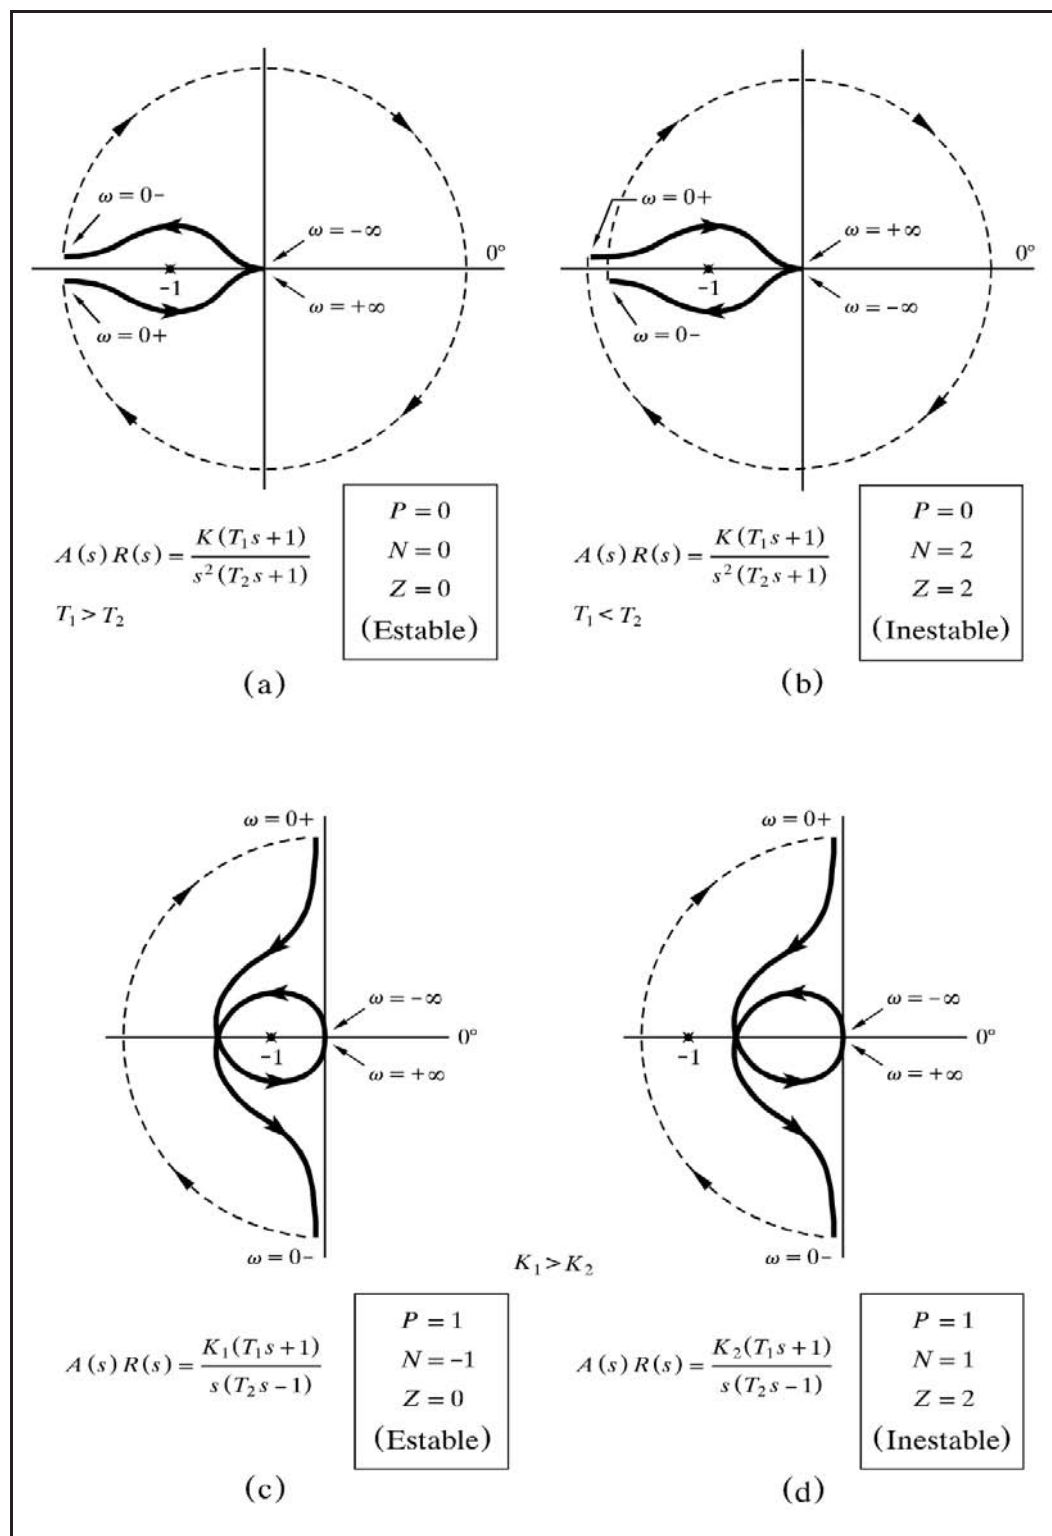 ω = 0−
ω = −∞
0°
−1
ω = +∞
ω = 0+
A(s)R(s) = K(T₁s + 1) / s²(T₂s + 1)
T₁ > T₂
P = 0
N = 0
Z = 0
(Estable)
(a)
ω = 0+
ω = +∞
0°
−1
ω = −∞
ω = 0−
A(s)R(s) = K(T₁s + 1) / s²(T₂s + 1)
T₁ < T₂
P = 0
N = 2
Z = 2
(Inestable)
(b)
ω = 0+
ω = −∞
0°
−1
ω = +∞
ω = 0−
K₁ > K₂
A(s)R(s) = K₁(T₁s + 1) / s(T₂s − 1)
P = 1
N = −1
Z = 0
(Estable)
(c)
ω = 0+
ω = −∞
0°
−1
ω = +∞
ω = 0−
A(s)R(s) = K₂(T₁s + 1) / s(T₂s − 1)
P = 1
N = 1
Z = 2
(Inestable)
(d)